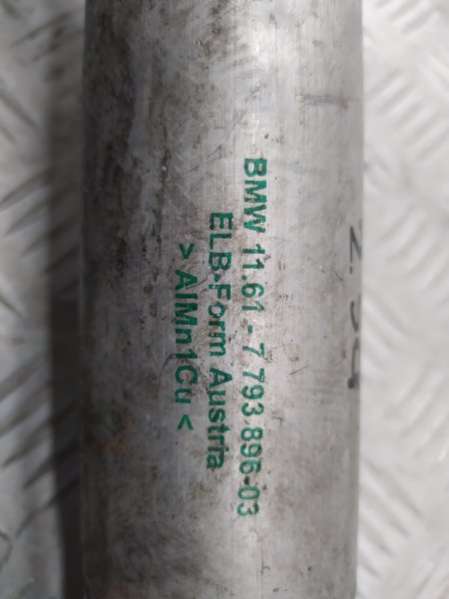 BMW 11.61 - 7 793 896-03
ELB-Form Austria
> AlMn1Cu <